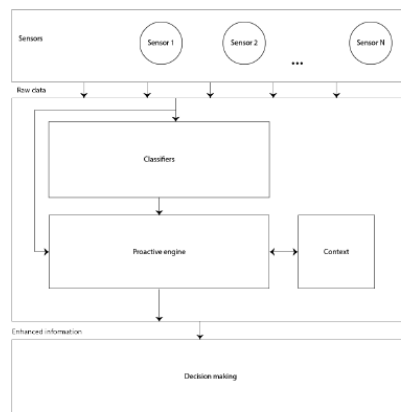 Sensors
Sensor 1
Sensor 2
...
Sensor N
Raw data
Classifiers
Proactive engine
Context
Enhanced information
Decision making